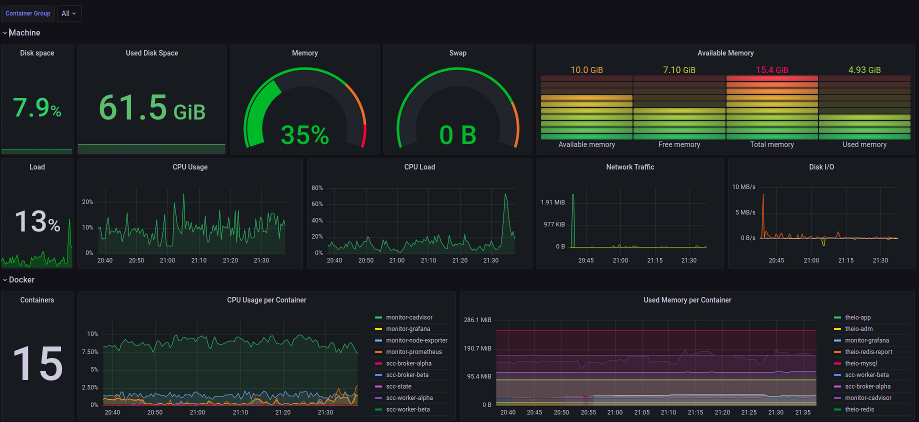 Container Group All
Machine
Disk space
7.9%
Used Disk Space
61.5 GiB
Memory
35%
Swap
0 B
Available Memory
10.0 GiB 7.10 GiB 15.4 GiB 4.93 GiB
Available memory Free memory Total memory Used memory
Load
13%
CPU Usage
20%
10%
0%
20:40 20:50 21:00 21:10 21:20 21:30
CPU Load
80%
60%
40%
20%
0%
20:40 20:50 21:00 21:10 21:20 21:30
Network Traffic
1.91 MiB
977 KiB
0 B
20:45 21:00 21:15 21:30
Disk I/O
10 MB/s
5 MB/s
0 B/s
20:45 21:00 21:15 21:30
Docker
Containers
15
CPU Usage per Container
10%
7.50%
5%
2.50%
0%
20:40 20:50 21:00 21:10 21:20 21:30
monitor-cadvisor
monitor-grafana
monitor-node-exporter
monitor-prometheus
scc-broker-alpha
scc-broker-beta
scc-state
scc-worker-alpha
scc-worker-beta
Used Memory per Container
286.1 MiB
190.7 MiB
95.4 MiB
0 B
20:40 20:45 20:50 20:55 21:00 21:05 21:10 21:15 21:20 21:25 21:30 21:35
theio-app
theio-adm
monitor-grafana
theio-redis-report
theio-mysql
scc-worker-beta
scc-broker-alpha
monitor-cadvisor
theio-redis